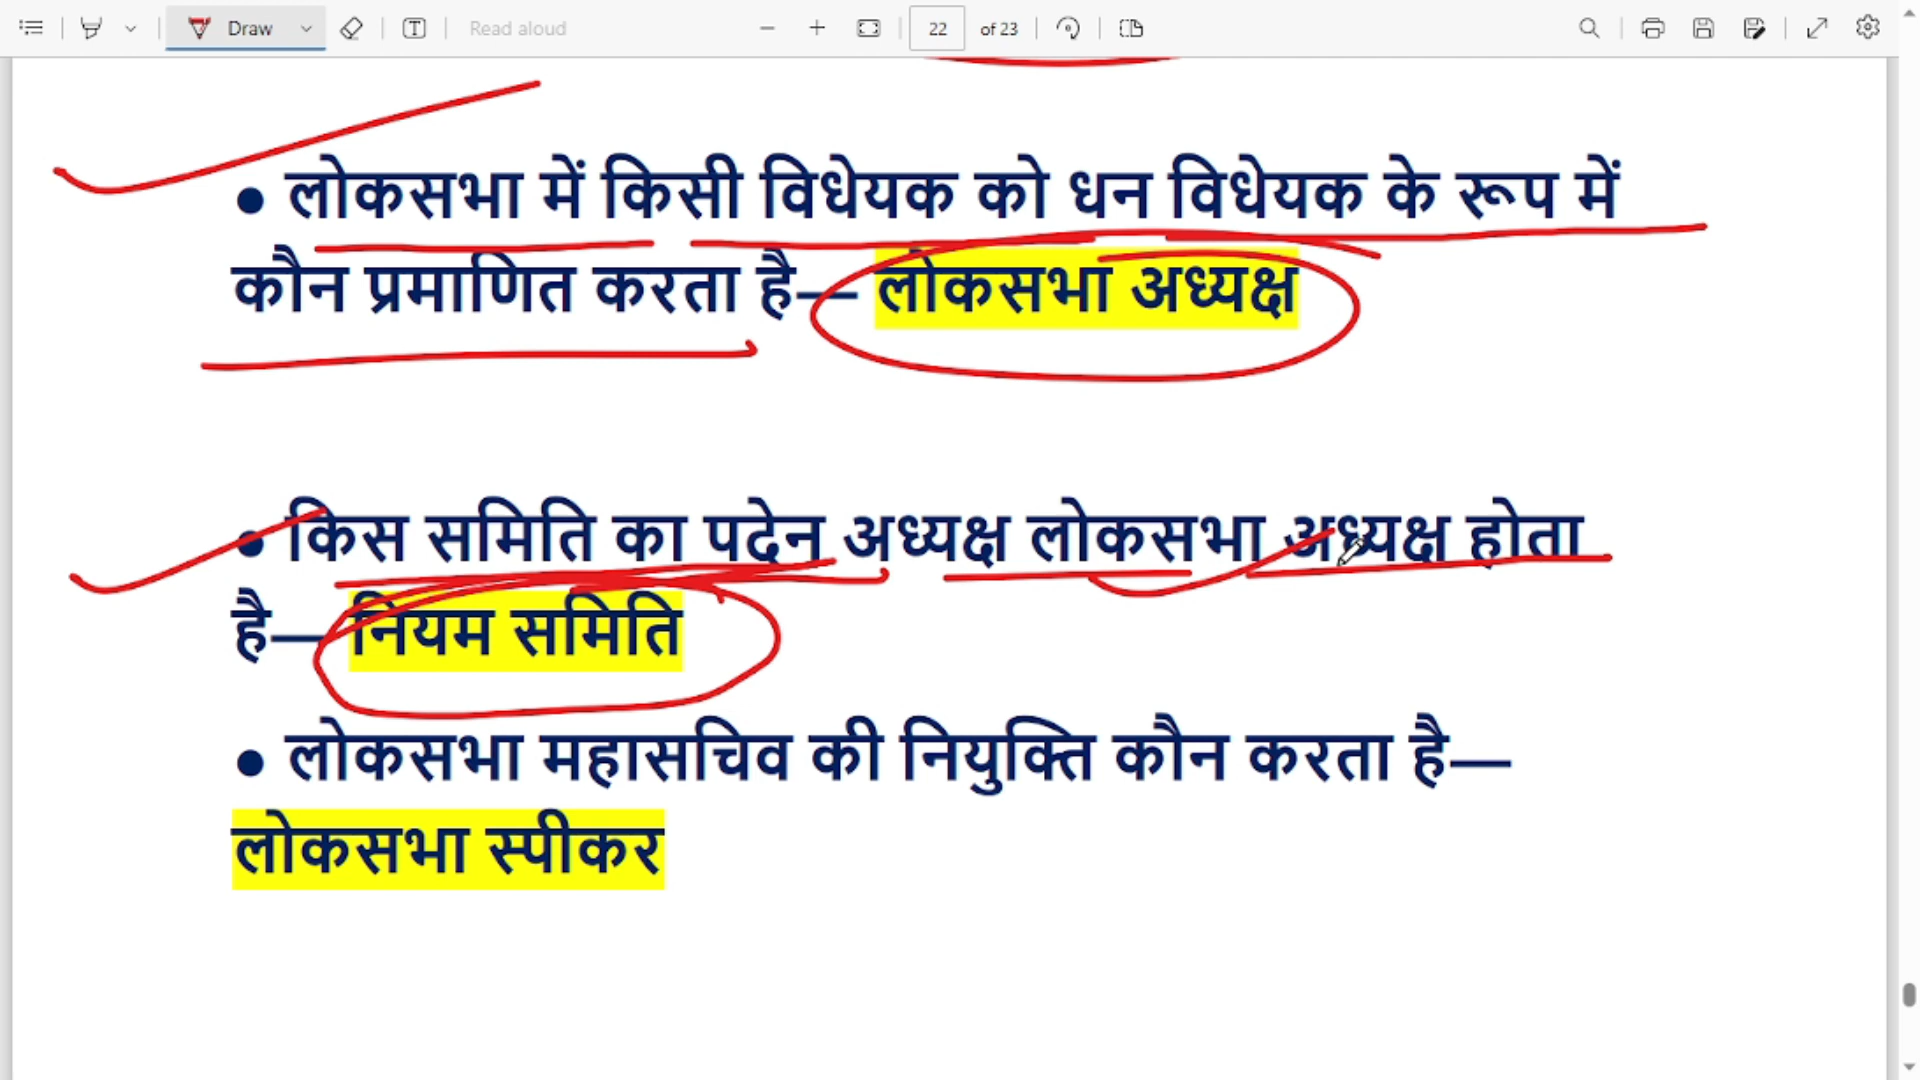 Draw
Read aloud
22 of 23
• लोकसभा में किसी विधेयक को धन विधेयक के रूप में
कौन प्रमाणित करता है— लोकसभा अध्यक्ष
• किस समिति का पदेन अध्यक्ष लोकसभा अध्यक्ष होता
है— नियम समिति
• लोकसभा महासचिव की नियुक्ति कौन करता है—
लोकसभा स्पीकर